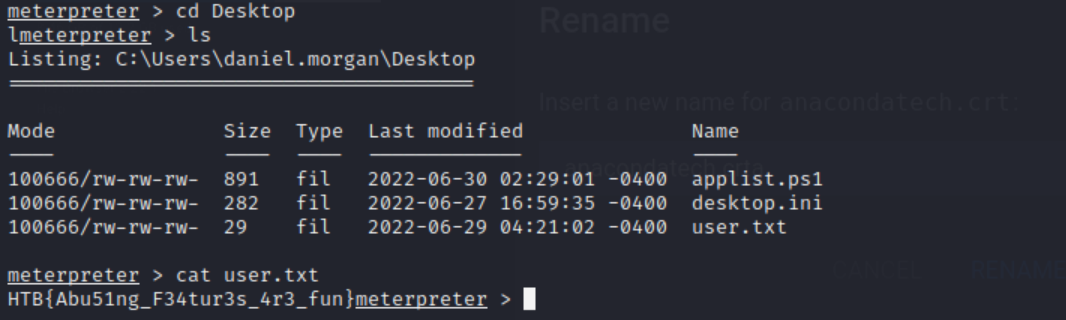 meterpreter > cd Desktop
lmeterpreter > ls
Listing: C:\Users\daniel.morgan\Desktop
Mode Size Type Last modified Name
100666/rw-rw-rw- 891 fil 2022-06-30 02:29:01 -0400 applist.ps1
100666/rw-rw-rw- 282 fil 2022-06-27 16:59:35 -0400 desktop.ini
100666/rw-rw-rw- 29 fil 2022-06-29 04:21:02 -0400 user.txt
meterpreter > cat user.txt
HTB{Abu51ng_F34tur3s_4r3_fun}meterpreter >
Rename
Insert a new name for anacondatech.crt:
CANCEL RENAME